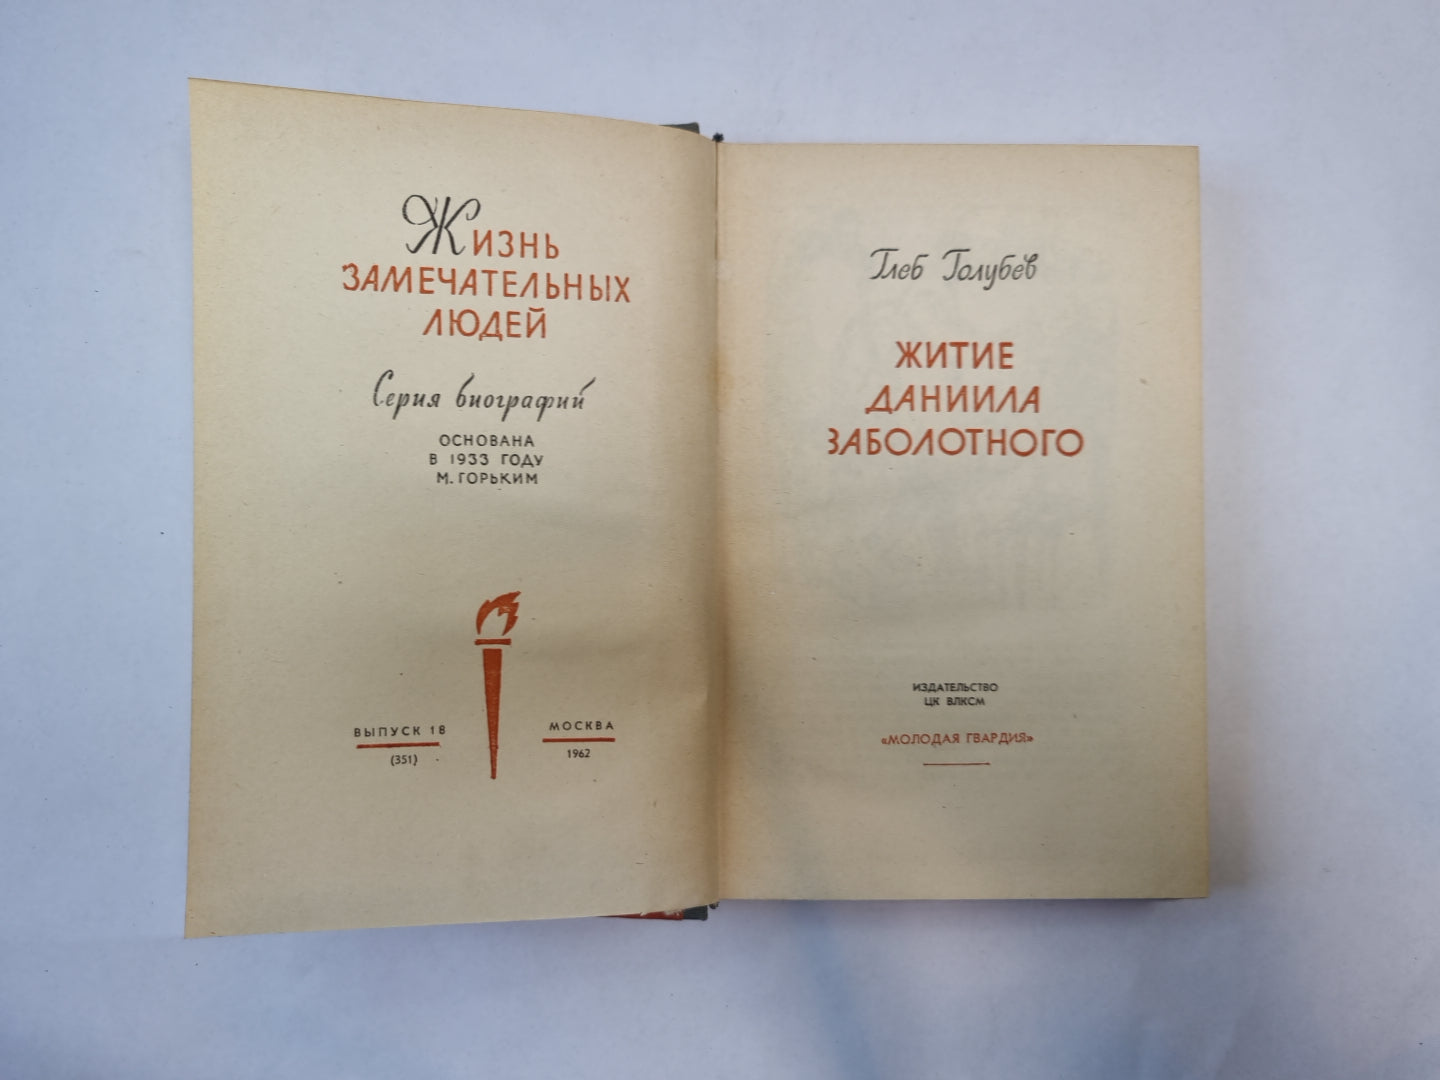 Жизнь
ЗАМЕЧАТЕЛЬНЫХ
ЛЮДЕЙ
Серия биографий
ОСНОВАНА
В 1933 ГОДУ
М. ГОРЬКИМ
ВЫПУСК 18
(351)
МОСКВА
1962
Глеб Голубев
ЖИТИЕ
ДАНИИЛА
ЗАБОЛОТНОГО
ИЗДАТЕЛЬСТВО
ЦК ВЛКСМ
«МОЛОДАЯ ГВАРДИЯ»